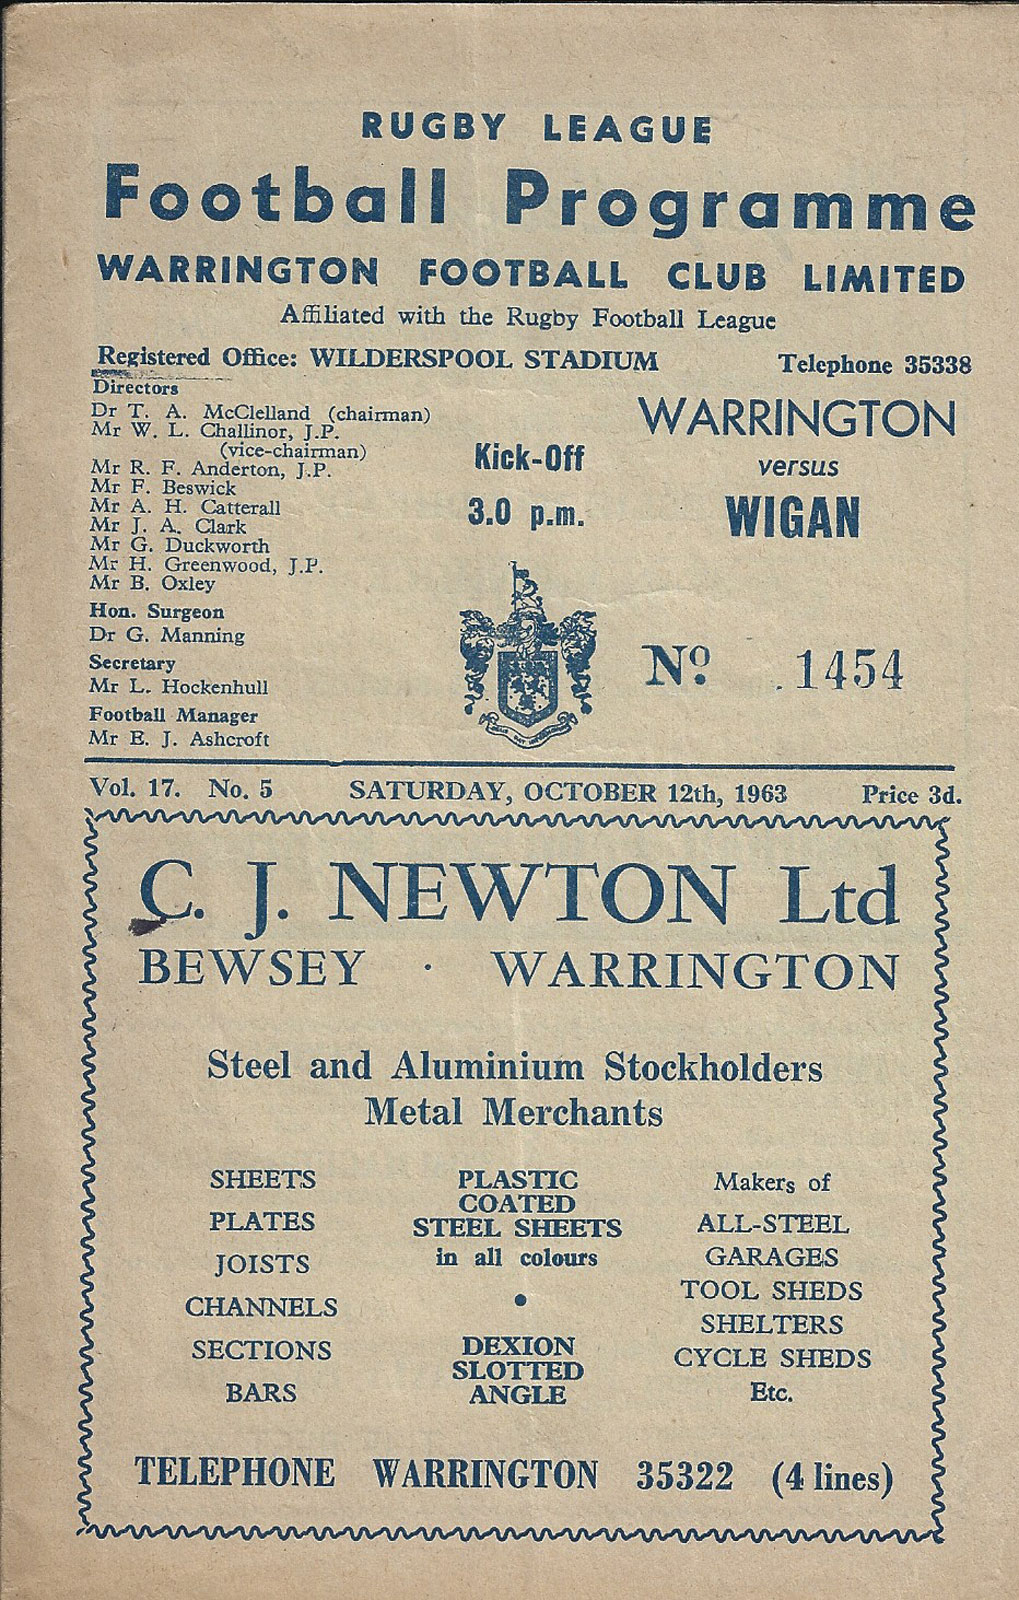 RUGBY LEAGUE
Football Programme
WARRINGTON FOOTBALL CLUB LIMITED
Affiliated with the Rugby Football League
Registered Office: WILDERSPOOL STADIUM Telephone 35338
Directors
Dr T. A. McClelland (chairman)
Mr W. L. Challinor, J.P.
(vice-chairman)
Mr R. F. Anderton, J.P.
Mr F. Beswick
Mr A. H. Catterall
Mr J. A. Clark
Mr G. Duckworth
Mr H. Greenwood, J.P.
Mr B. Oxley
Hon. Surgeon
Dr G. Manning
Secretary
Mr L. Hockenhull
Football Manager
Mr E. J. Ashcroft
Kick-Off
3.0 p.m.
WARRINGTON
versus
WIGAN
No. 1454
Vol. 17. No. 5 SATURDAY, OCTOBER 12th, 1963 Price 3d.
C. J. NEWTON Ltd
BEWSEY · WARRINGTON
Steel and Aluminium Stockholders
Metal Merchants
SHEETS
PLATES
JOISTS
CHANNELS
SECTIONS
BARS
PLASTIC
COATED
STEEL SHEETS
in all colours
•
DEXION
SLOTTED
ANGLE
Makers of
ALL-STEEL
GARAGES
TOOL SHEDS
SHELTERS
CYCLE SHEDS
Etc.
TELEPHONE WARRINGTON 35322 (4 lines)